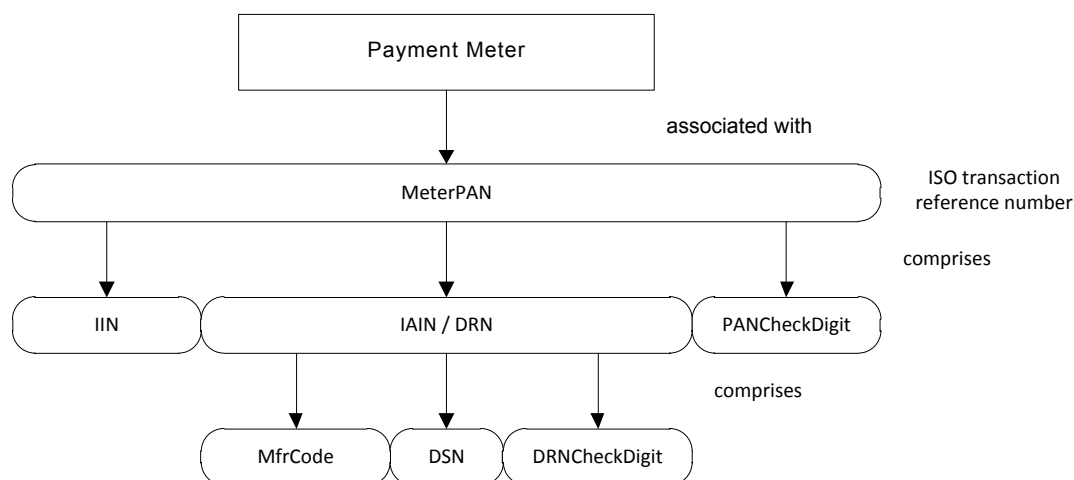 Payment Meter
associated with
MeterPAN
ISO transaction
reference number
comprises
IIN
IAIN / DRN
PANCheckDigit
comprises
MfrCode
DSN
DRNCheckDigit